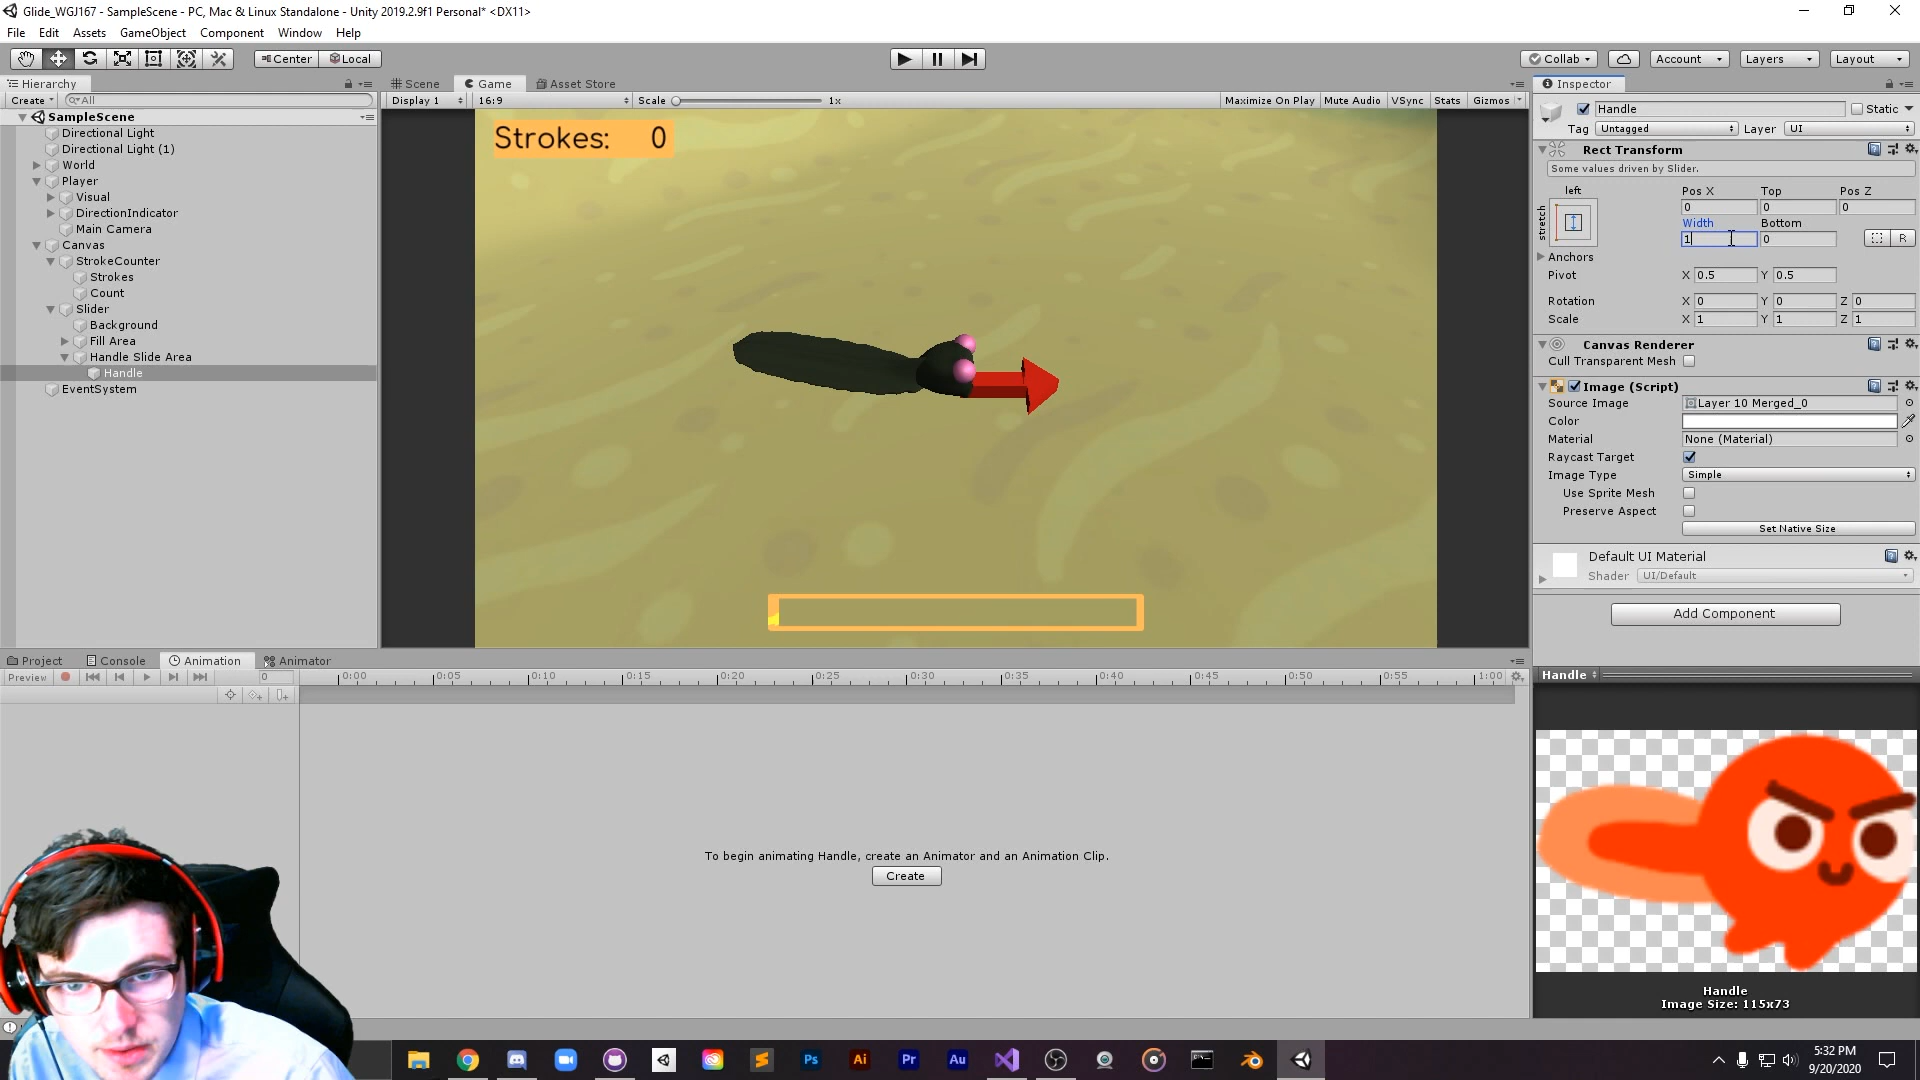 Glide_WGJ167 - SampleScene - PC, Mac & Linux Standalone - Unity 2019.2.9f1 Personal* <DX11>
File Edit Assets GameObject Component Window Help
Center Local Collab Account Layers Layout
Hierarchy Scene Game Asset Store Inspector
Create All Display 1 16:9 Scale 1x Maximize On Play Mute Audio VSync Stats Gizmos
SampleScene
Directional Light
Directional Light (1)
World
Player
Visual
DirectionIndicator
Main Camera
Canvas
StrokeCounter
Strokes
Count
Slider
Background
Fill Area
Handle Slide Area
Handle
EventSystem
Strokes: 0
Handle Static
Tag Untagged Layer UI
Rect Transform
Some values driven by Slider.
left Pos X Top Pos Z
stretch 0 0 0
Width Bottom
1 0 R
Anchors
Pivot X 0.5 Y 0.5
Rotation X 0 Y 0 Z 0
Scale X 1 Y 1 Z 1
Canvas Renderer
Cull Transparent Mesh
Image (Script)
Source Image Layer 10 Merged_0
Color
Material None (Material)
Raycast Target
Image Type Simple
Use Sprite Mesh
Preserve Aspect
Set Native Size
Default UI Material
Shader UI/Default
Add Component
Project Console Animation Animator
Preview 0 0:00 0:05 0:10 0:15 0:20 0:25 0:30 0:35 0:40 0:45 0:50 0:55 1:00
To begin animating Handle, create an Animator and an Animation Clip.
Create
Handle
Handle
Image Size: 115x73
Ps Ai Pr Au
5:32 PM
9/20/2020